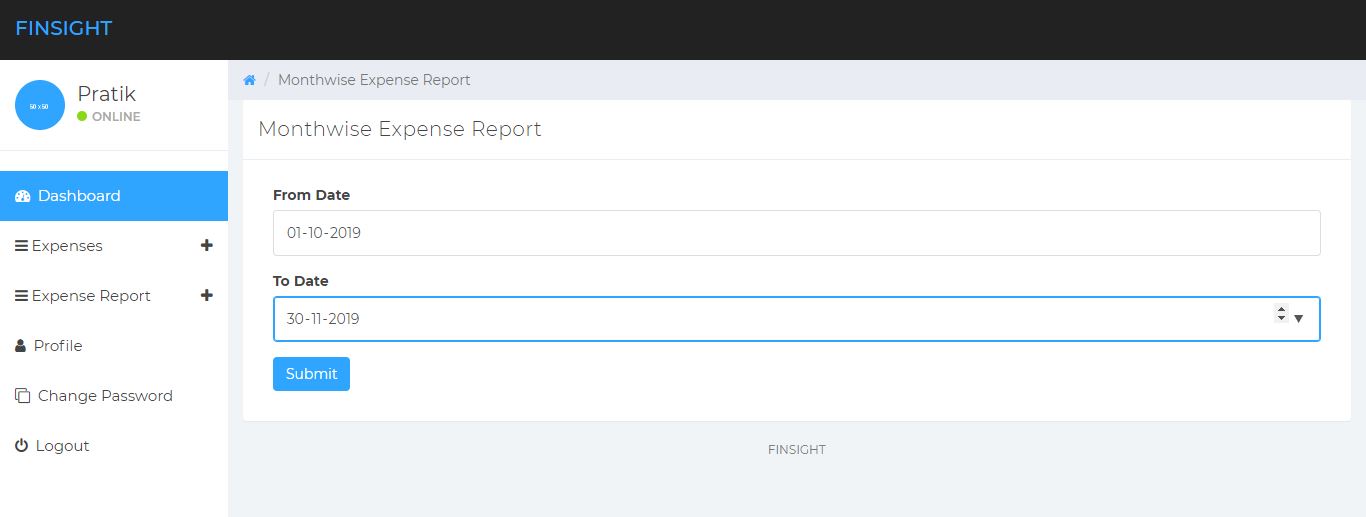 FINSIGHT
50 x 50
Pratik
ONLINE
Dashboard
Expenses
Expense Report
Profile
Change Password
Logout
/ Monthwise Expense Report
Monthwise Expense Report
From Date
01-10-2019
To Date
30-11-2019
Submit
FINSIGHT